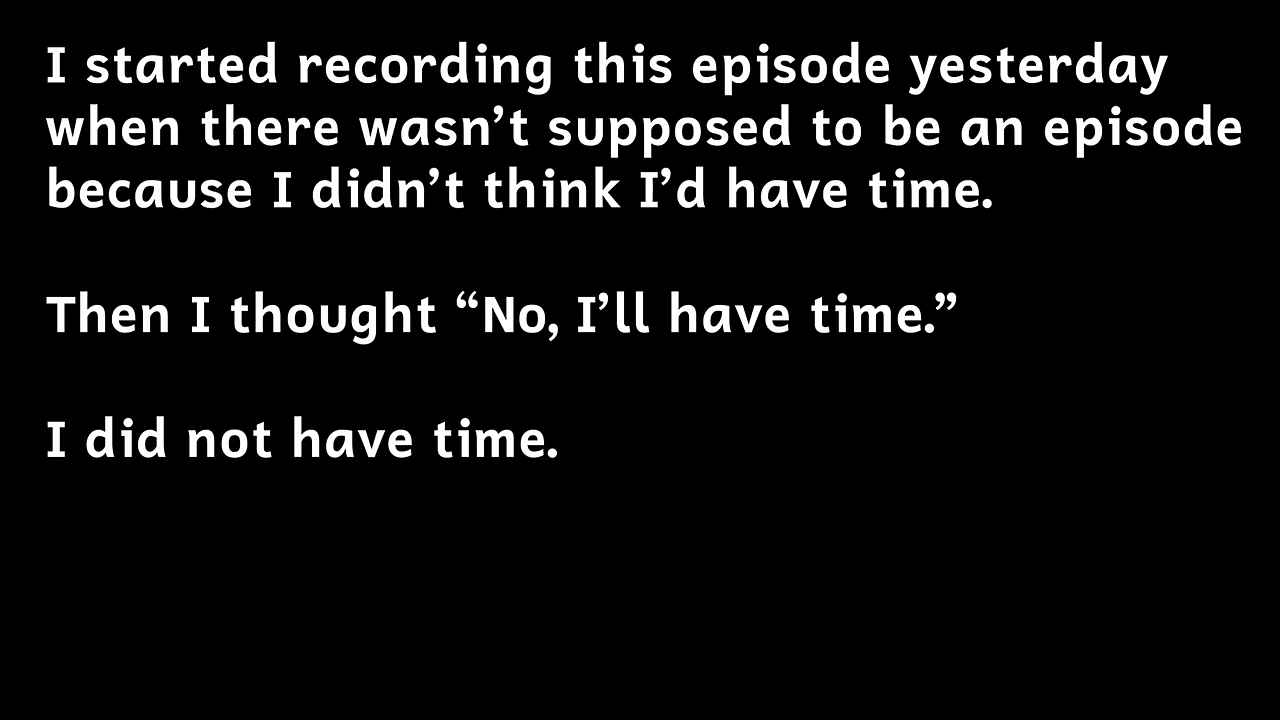 I started recording this episode yesterday
when there wasn’t supposed to be an episode
because I didn’t think I’d have time.
Then I thought “No, I’ll have time.”
I did not have time.